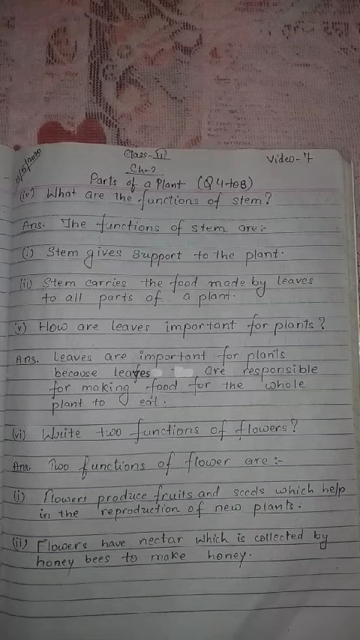 Class-II
Video-7
Ch-2
Parts of a Plant (Q4 to 8)
(iv) What are the functions of stem?
Ans. The functions of stem are:-
(i) Stem gives support to the plant.
(ii) Stem carries the food made by leaves
to all parts of a plant.
(v) How are leaves important for plants?
Ans. Leaves are important for plants
because leaves are responsible
for making food for the whole
plant to eat.
(vi) Write two functions of flowers?
Ans Two functions of flower are:-
(i) Flowers produce fruits and seeds which help
in the reproduction of new plants.
(ii) Flowers have nectar which is collected by
honey bees to make honey.